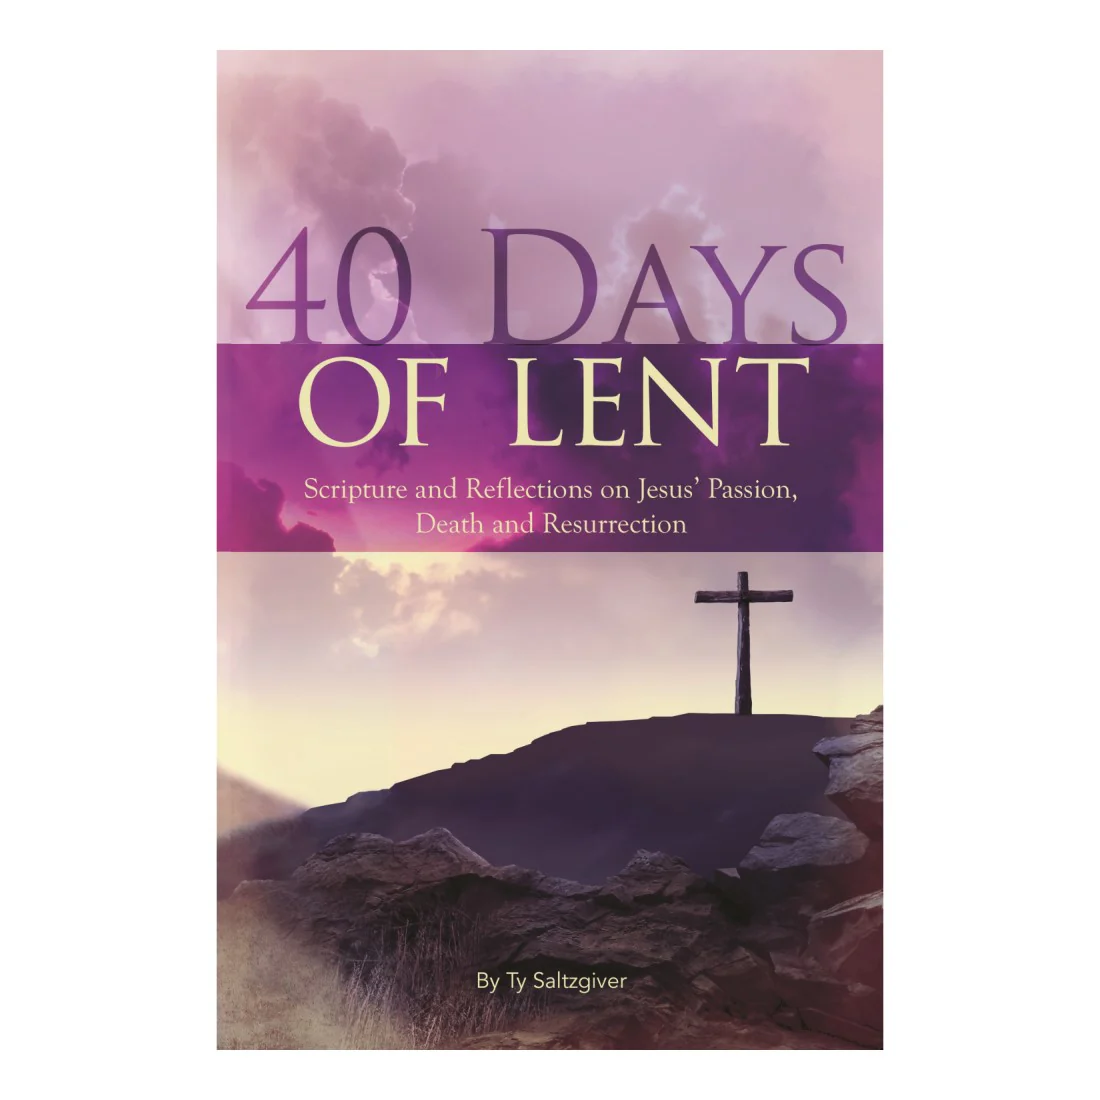 40 DAYS
OF LENT
Scripture and Reflections on Jesus’ Passion,
Death and Resurrection
By Ty Saltzgiver